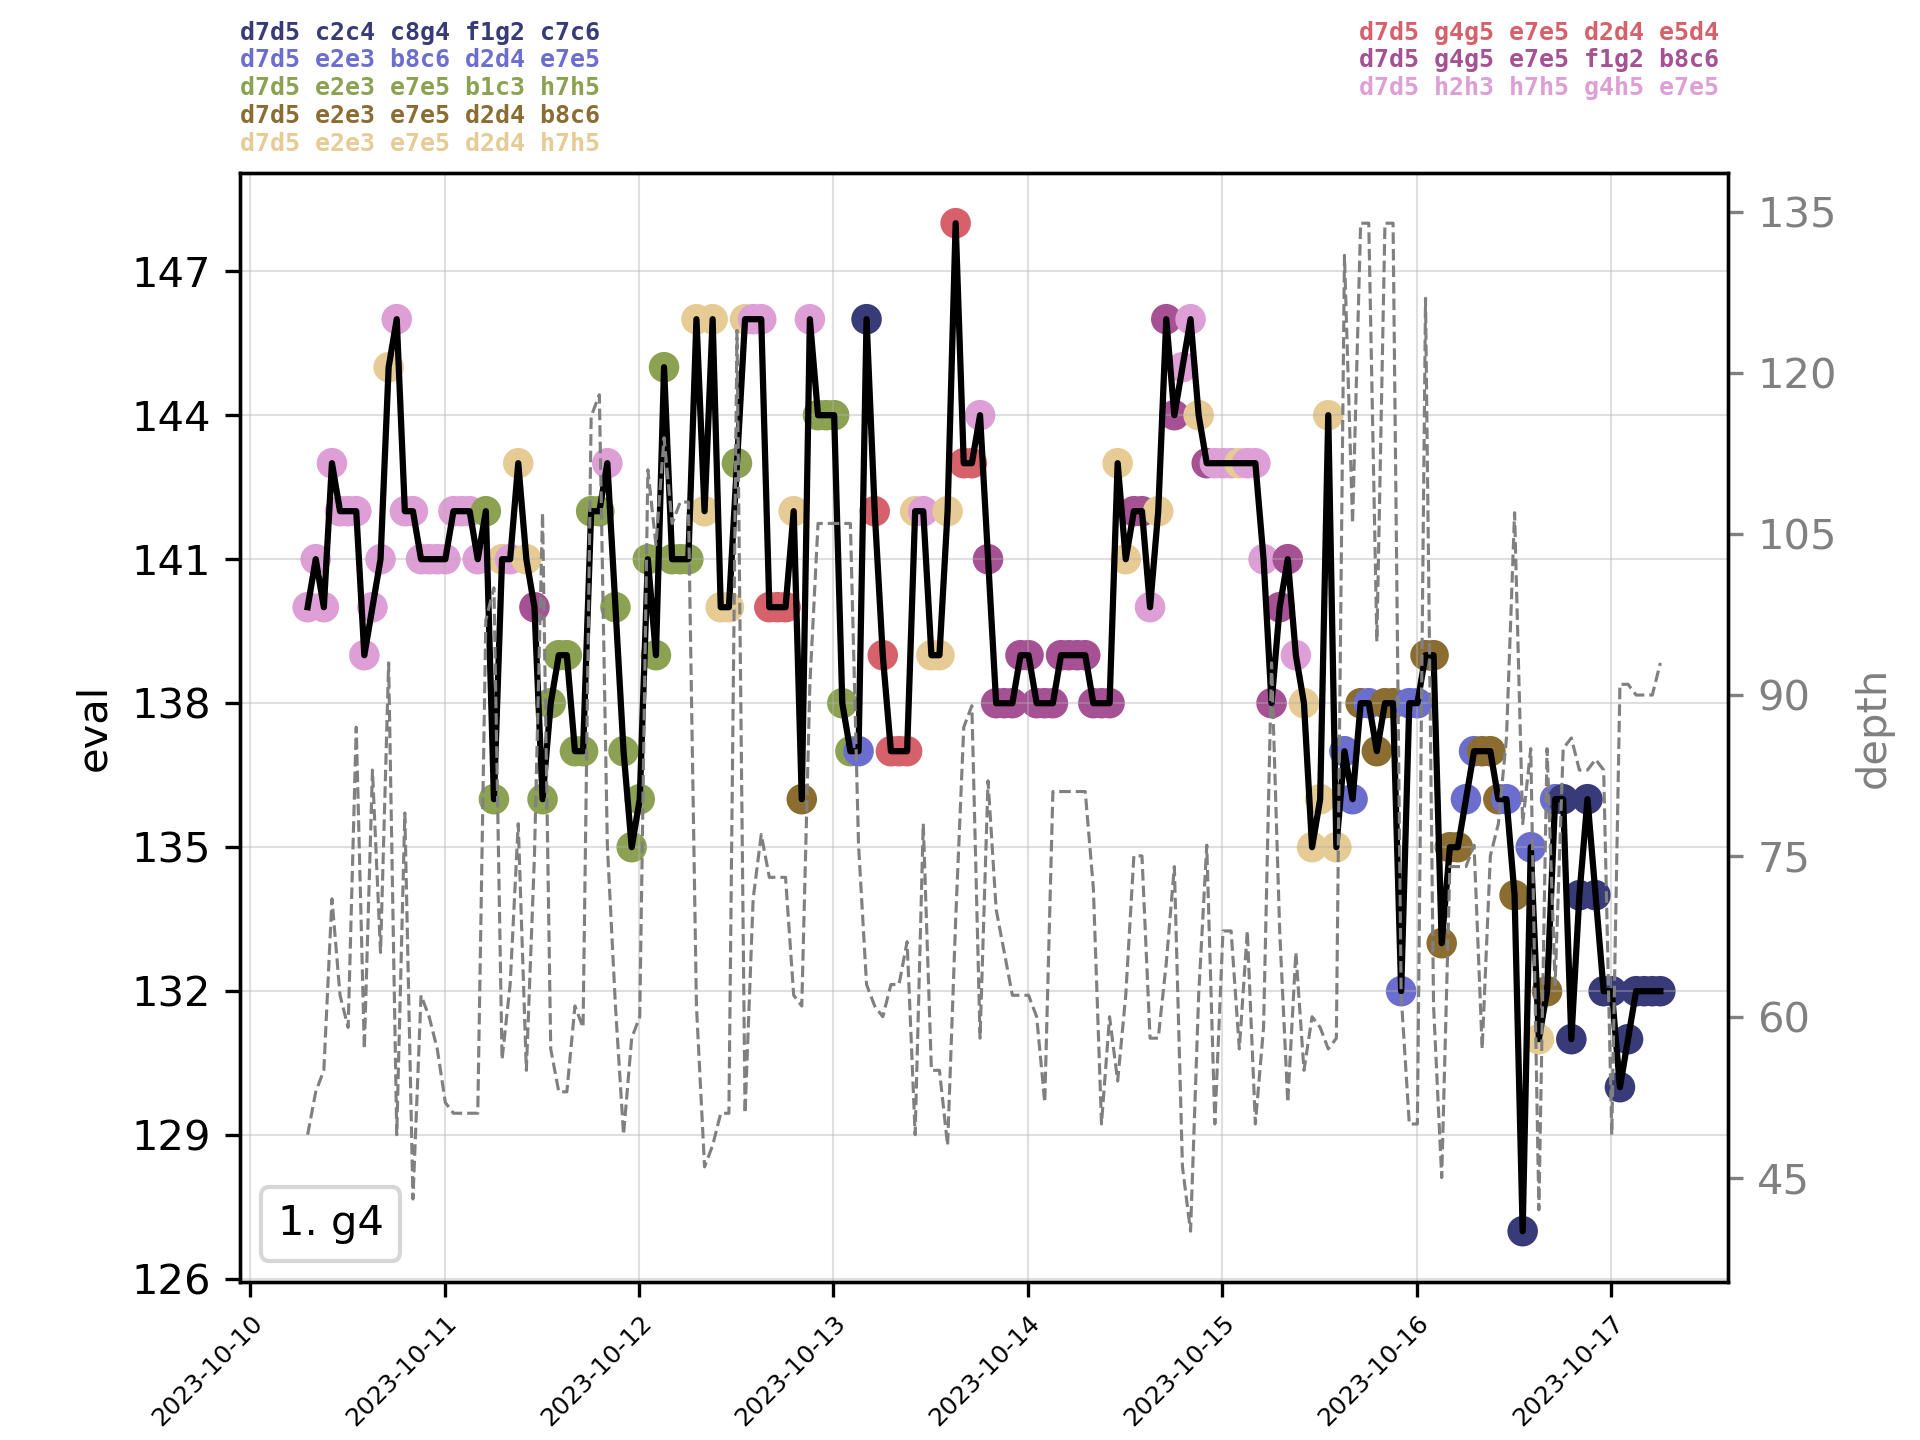 d7d5 c2c4 c8g4 f1g2 c7c6
d7d5 e2e3 b8c6 d2d4 e7e5
d7d5 e2e3 e7e5 b1c3 h7h5
d7d5 e2e3 e7e5 d2d4 b8c6
d7d5 e2e3 e7e5 d2d4 h7h5
d7d5 g4g5 e7e5 d2d4 e5d4
d7d5 g4g5 e7e5 f1g2 b8c6
d7d5 h2h3 h7h5 g4h5 e7e5
eval
147
144
141
138
135
132
129
126
135
120
105
90
75
60
45
depth
1. g4
2023-10-10
2023-10-11
2023-10-12
2023-10-13
2023-10-14
2023-10-15
2023-10-16
2023-10-17